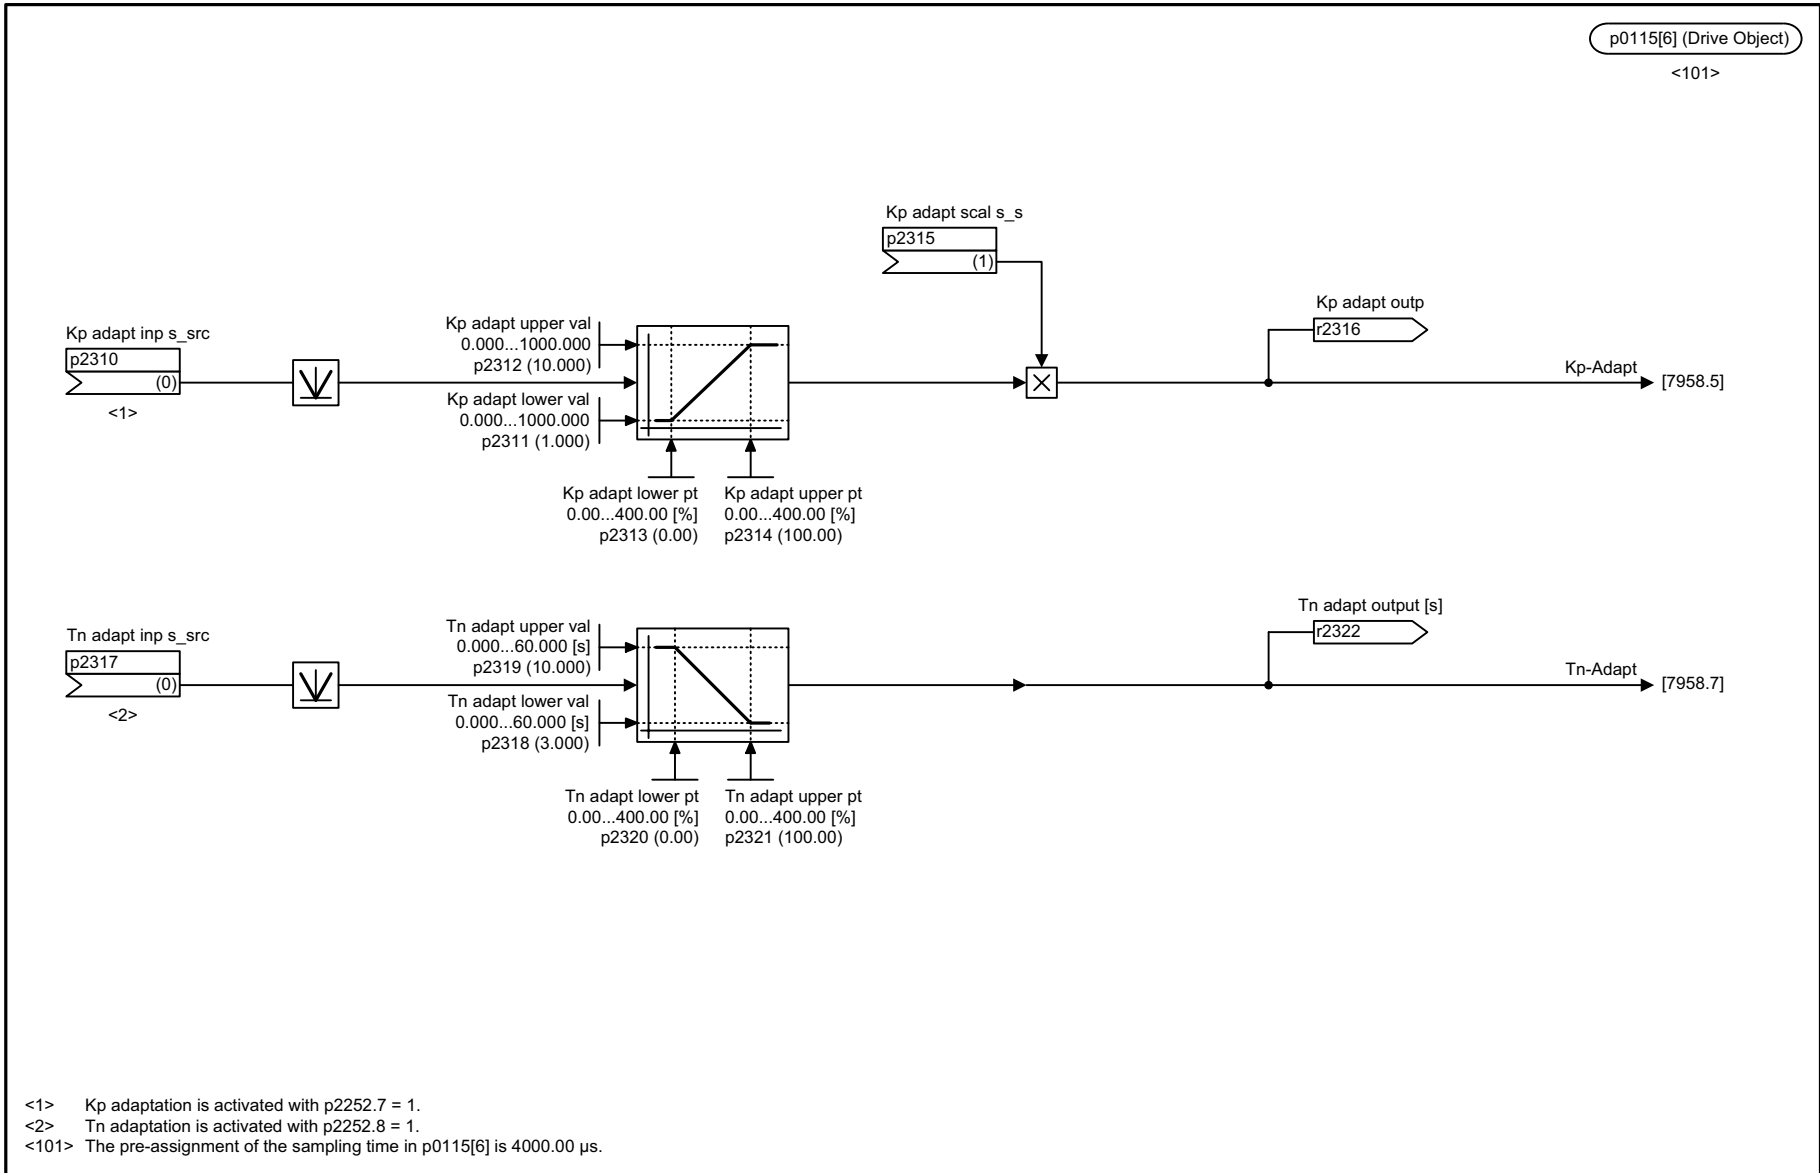 p0115[6] (Drive Object)
<101>
Kp adapt scal s_s
p2315
(1)
Kp adapt inp s_src
p2310
(0)
<1>
Kp adapt upper val
0.000...1000.000
p2312 (10.000)
Kp adapt lower val
0.000...1000.000
p2311 (1.000)
Kp adapt lower pt
0.00...400.00 [%]
p2313 (0.00)
Kp adapt upper pt
0.00...400.00 [%]
p2314 (100.00)
Kp adapt outp
r2316
Kp-Adapt
[7958.5]
Tn adapt inp s_src
p2317
(0)
<2>
Tn adapt upper val
0.000...60.000 [s]
p2319 (10.000)
Tn adapt lower val
0.000...60.000 [s]
p2318 (3.000)
Tn adapt lower pt
0.00...400.00 [%]
p2320 (0.00)
Tn adapt upper pt
0.00...400.00 [%]
p2321 (100.00)
Tn adapt output [s]
r2322
Tn-Adapt
[7958.7]
<1> Kp adaptation is activated with p2252.7 = 1.
<2> Tn adaptation is activated with p2252.8 = 1.
<101> The pre-assignment of the sampling time in p0115[6] is 4000.00 µs.